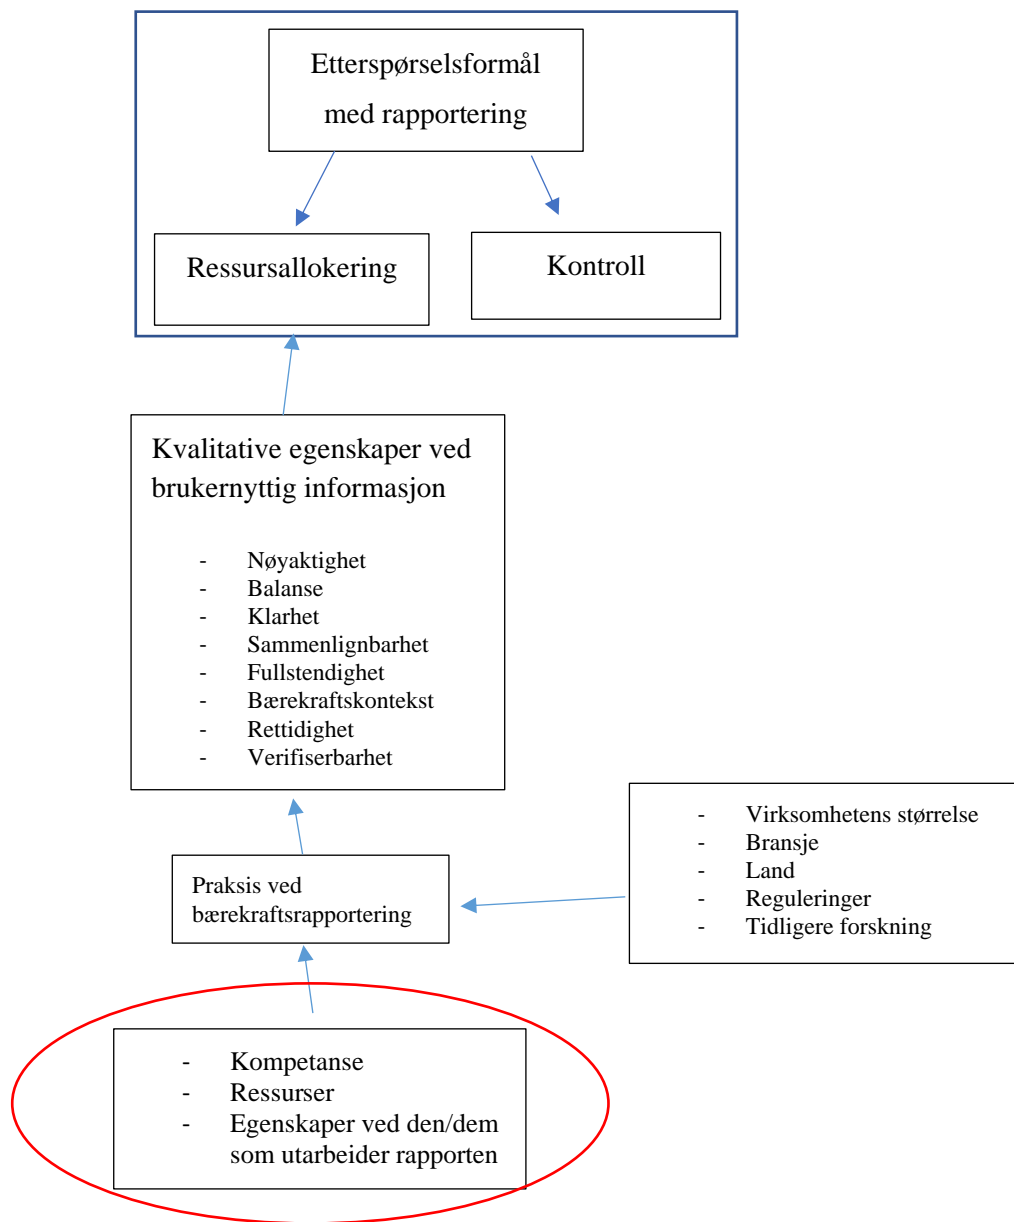 Etterspørselsformål
med rapportering
Ressursallokering
Kontroll
Kvalitative egenskaper ved
brukernyttig informasjon
- Nøyaktighet
- Balanse
- Klarhet
- Sammenlignbarhet
- Fullstendighet
- Bærekraftskontekst
- Rettidighet
- Verifiserbarhet
- Virksomhetens størrelse
- Bransje
- Land
- Reguleringer
- Tidligere forskning
Praksis ved
bærekraftsrapportering
- Kompetanse
- Ressurser
- Egenskaper ved den/dem
som utarbeider rapporten